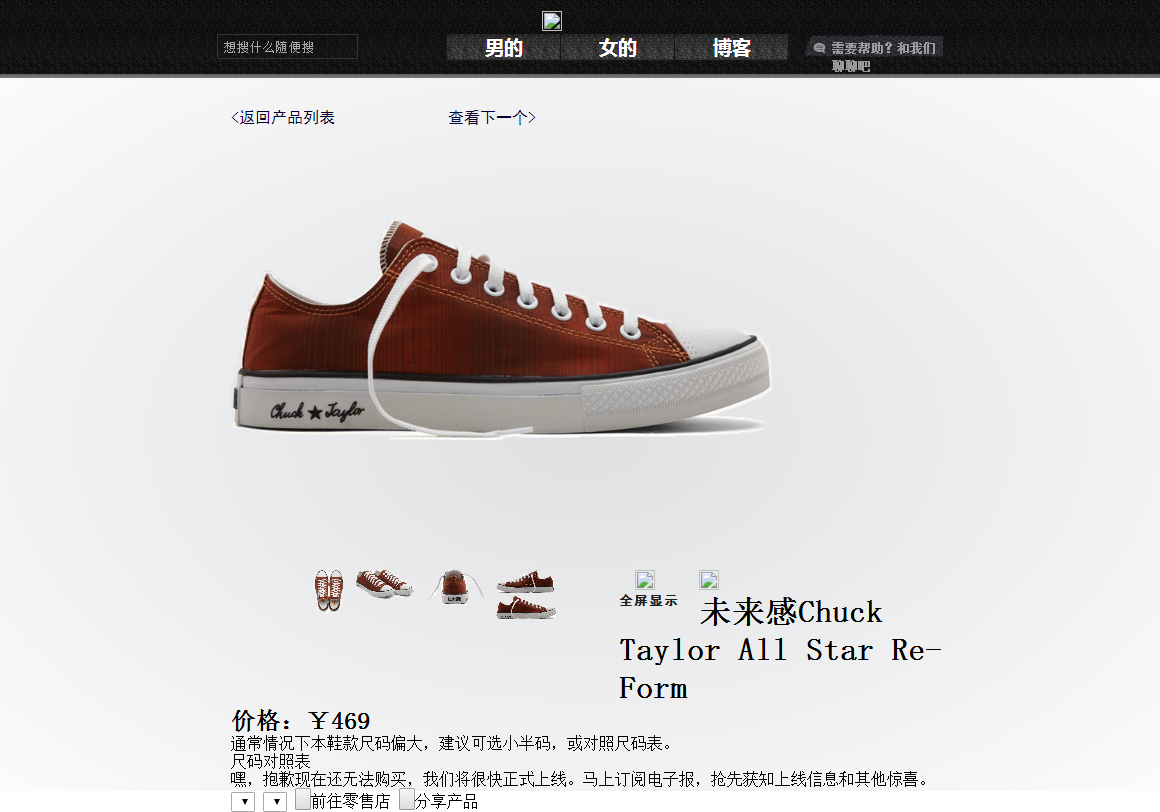 想搜什么随便搜
男的 女的 博客
需要帮助？和我们
聊聊吧
<返回产品列表 查看下一个>
Chuck ★ Taylor
全屏显示
未来感Chuck
Taylor All Star Re-
Form
价格：￥469
通常情况下本鞋款尺码偏大，建议可选小半码，或对照尺码表。
尺码对照表
嘿，抱歉现在还无法购买，我们将很快正式上线。马上订阅电子报，抢先获知上线信息和其他惊喜。
前往零售店 分享产品